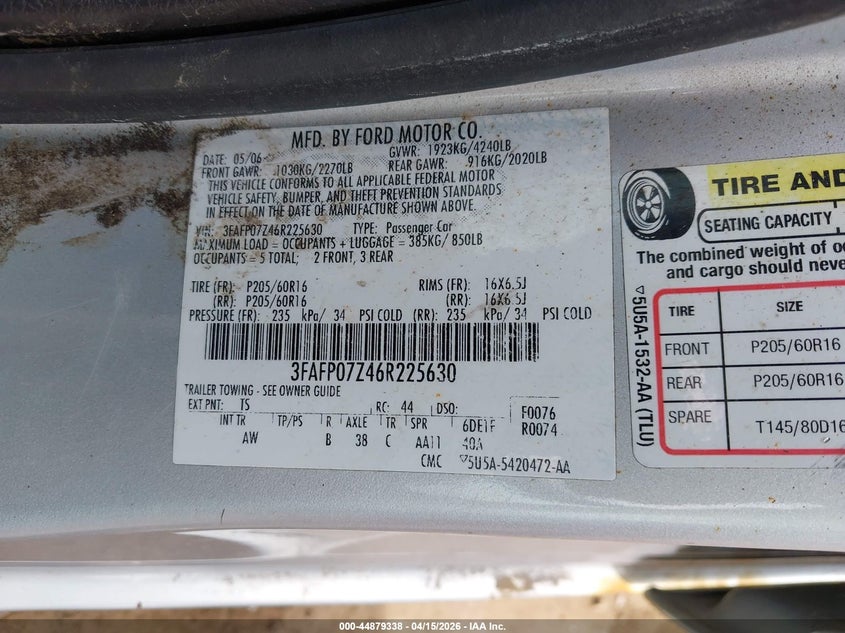 MFD. BY FORD MOTOR CO.
DATE: 05/06 GVWR: 1923KG/4240LB
FRONT GAWR: 1030KG/2270LB REAR GAWR: 916KG/2020LB
THIS VEHICLE CONFORMS TO ALL APPLICABLE FEDERAL MOTOR
VEHICLE SAFETY, BUMPER, AND THEFT PREVENTION STANDARDS
IN EFFECT ON THE DATE OF MANUFACTURE SHOWN ABOVE.
VIN: 3FAFP07Z46R225630 TYPE: Passenger Car
MAXIMUM LOAD = OCCUPANTS + LUGGAGE = 385KG/ 850LB
OCCUPANTS = 5 TOTAL; 2 FRONT, 3 REAR
TIRE (FR): P205/60R16 RIMS (FR): 16X6.5J
(RR): P205/60R16 (RR): 16X6.5J
PRESSURE (FR): 235 kPa/ 34 PSI COLD (RR): 235 kPa/ 34 PSI COLD
3FAFP07Z46R225630
TRAILER TOWING - SEE OWNER GUIDE
EXT PNT: TS RC: 44 DSO: F0076
INT TR TP/PS R AXLE TR SPR 6DE1F R0074
AW B 38 C AA11 40A
CMC ▽5U5A-5420472-AA
TIRE AND
SEATING CAPACITY
The combined weight of oc
and cargo should neve
TIRE SIZE
FRONT P205/60R16
REAR P205/60R16
SPARE T145/80D16
▽5U5A-1532-AA (TLU)
000-44879338 - 04/15/2026 - IAA Inc.